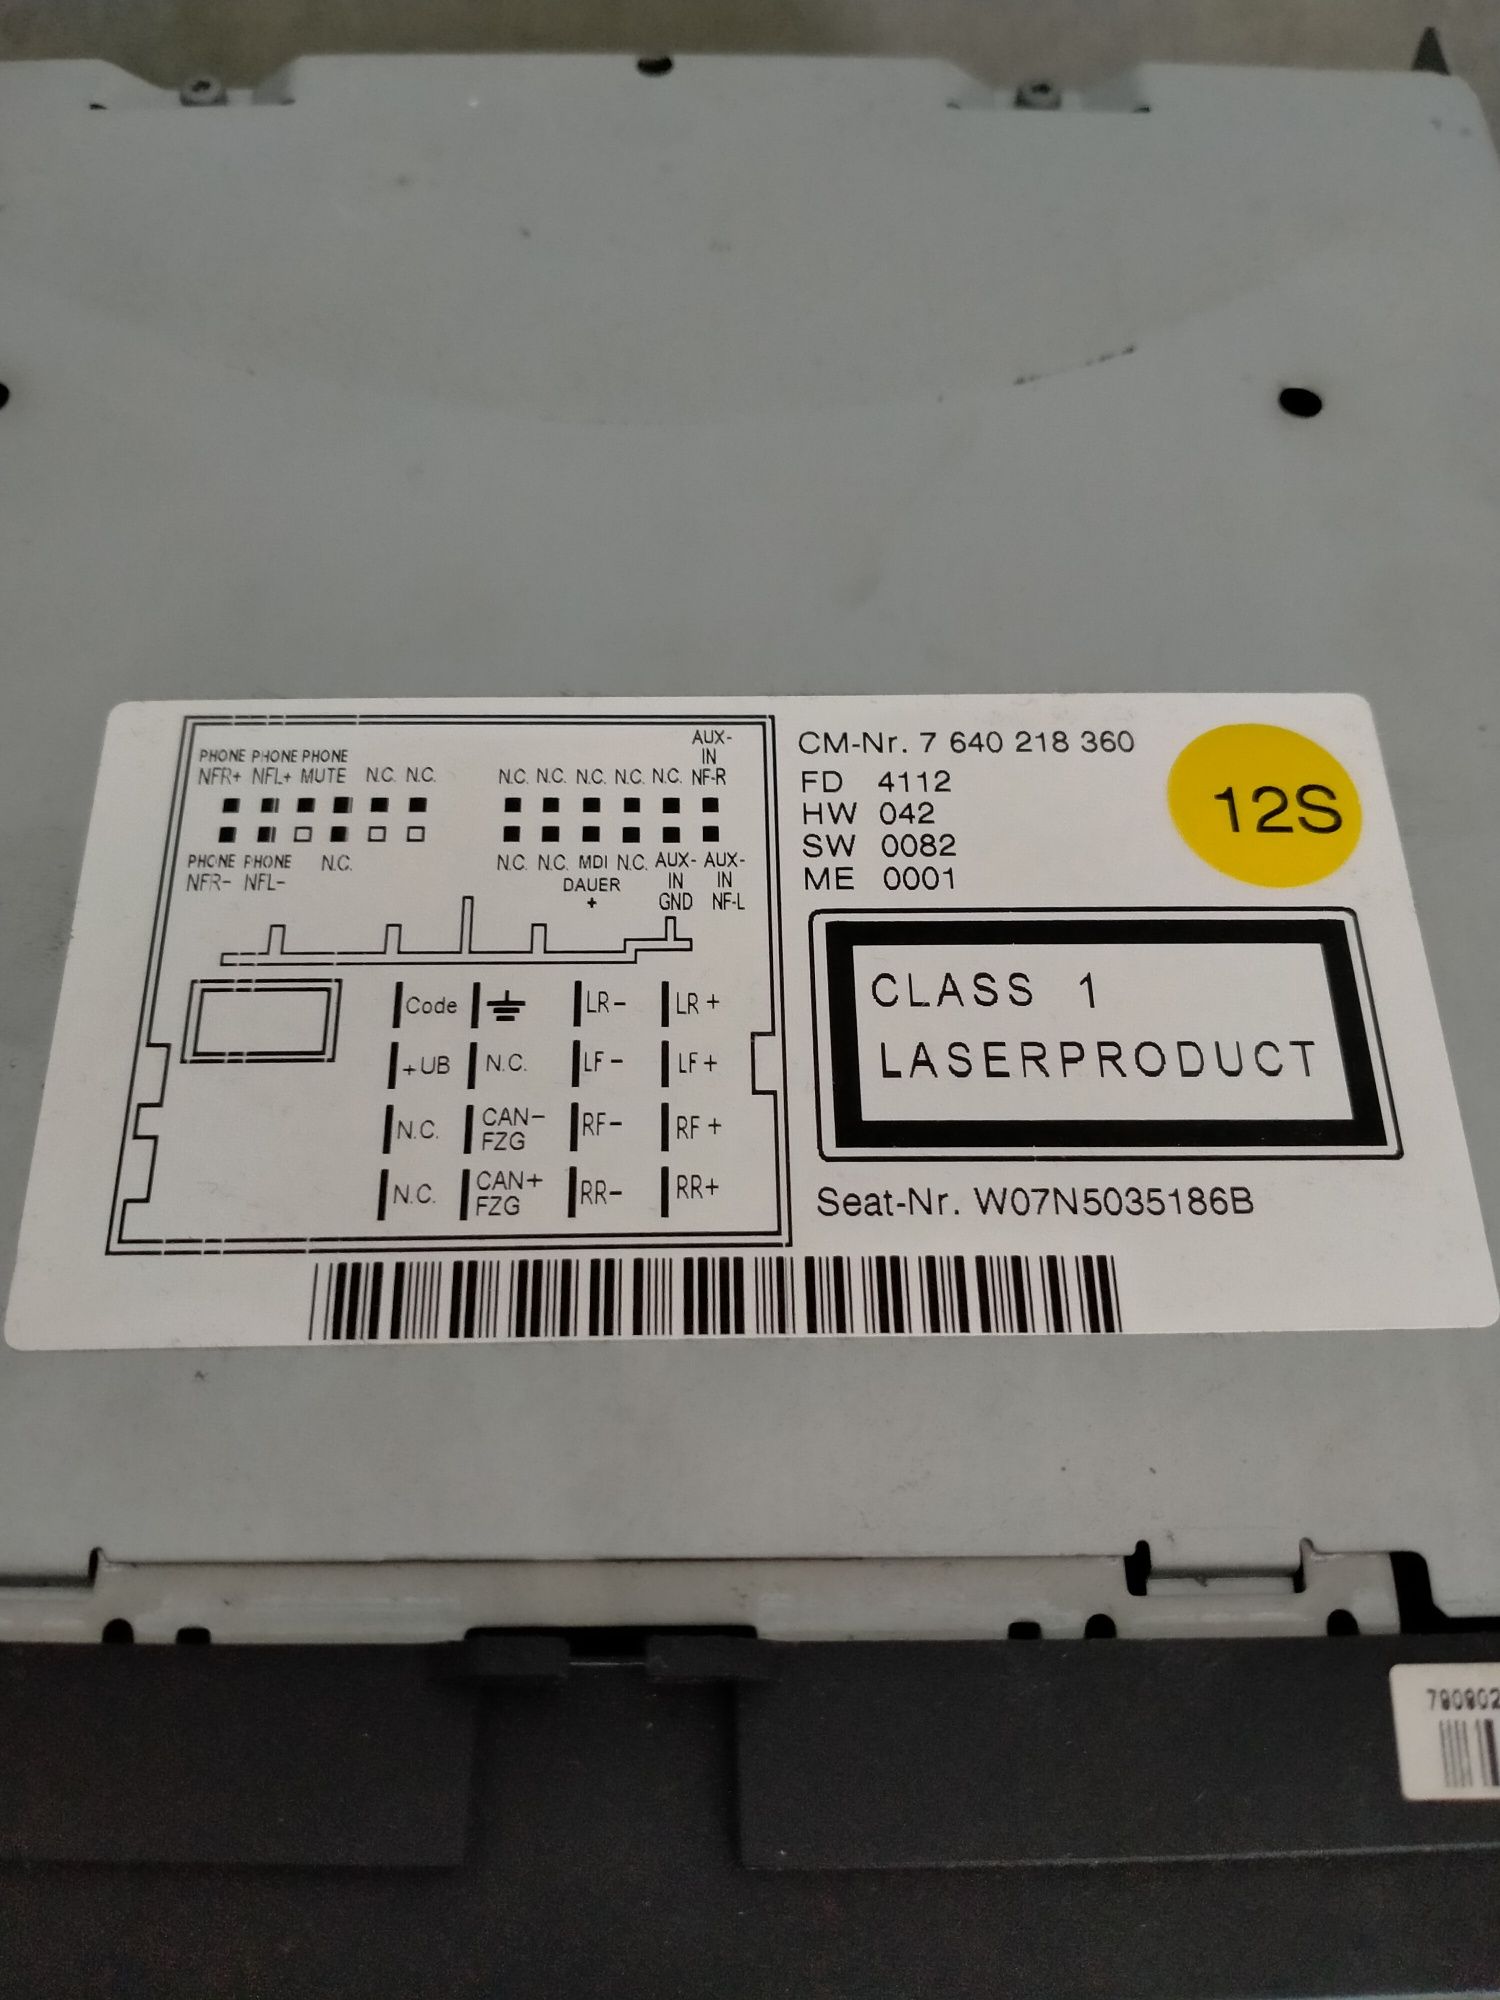 AUX-
PHONE PHONE PHONE IN
NFR+ NFL+ MUTE N.C. N.C. N.C. N.C. N.C. N.C. N.C. NF-R
PHONE PHONE N.C. N.C. N.C. MDI N.C. AUX- AUX-
NFR- NFL- DAUER IN IN
+ GND NF-L
Code LR- LR+
+UB N.C. LF- LF+
N.C. CAN- RF- RF+
FZG
N.C. CAN+ RR- RR+
FZG
CM-Nr. 7 640 218 360
FD 4112
HW 042
SW 0082
ME 0001
12S
CLASS 1
LASERPRODUCT
Seat-Nr. W07N5035186B